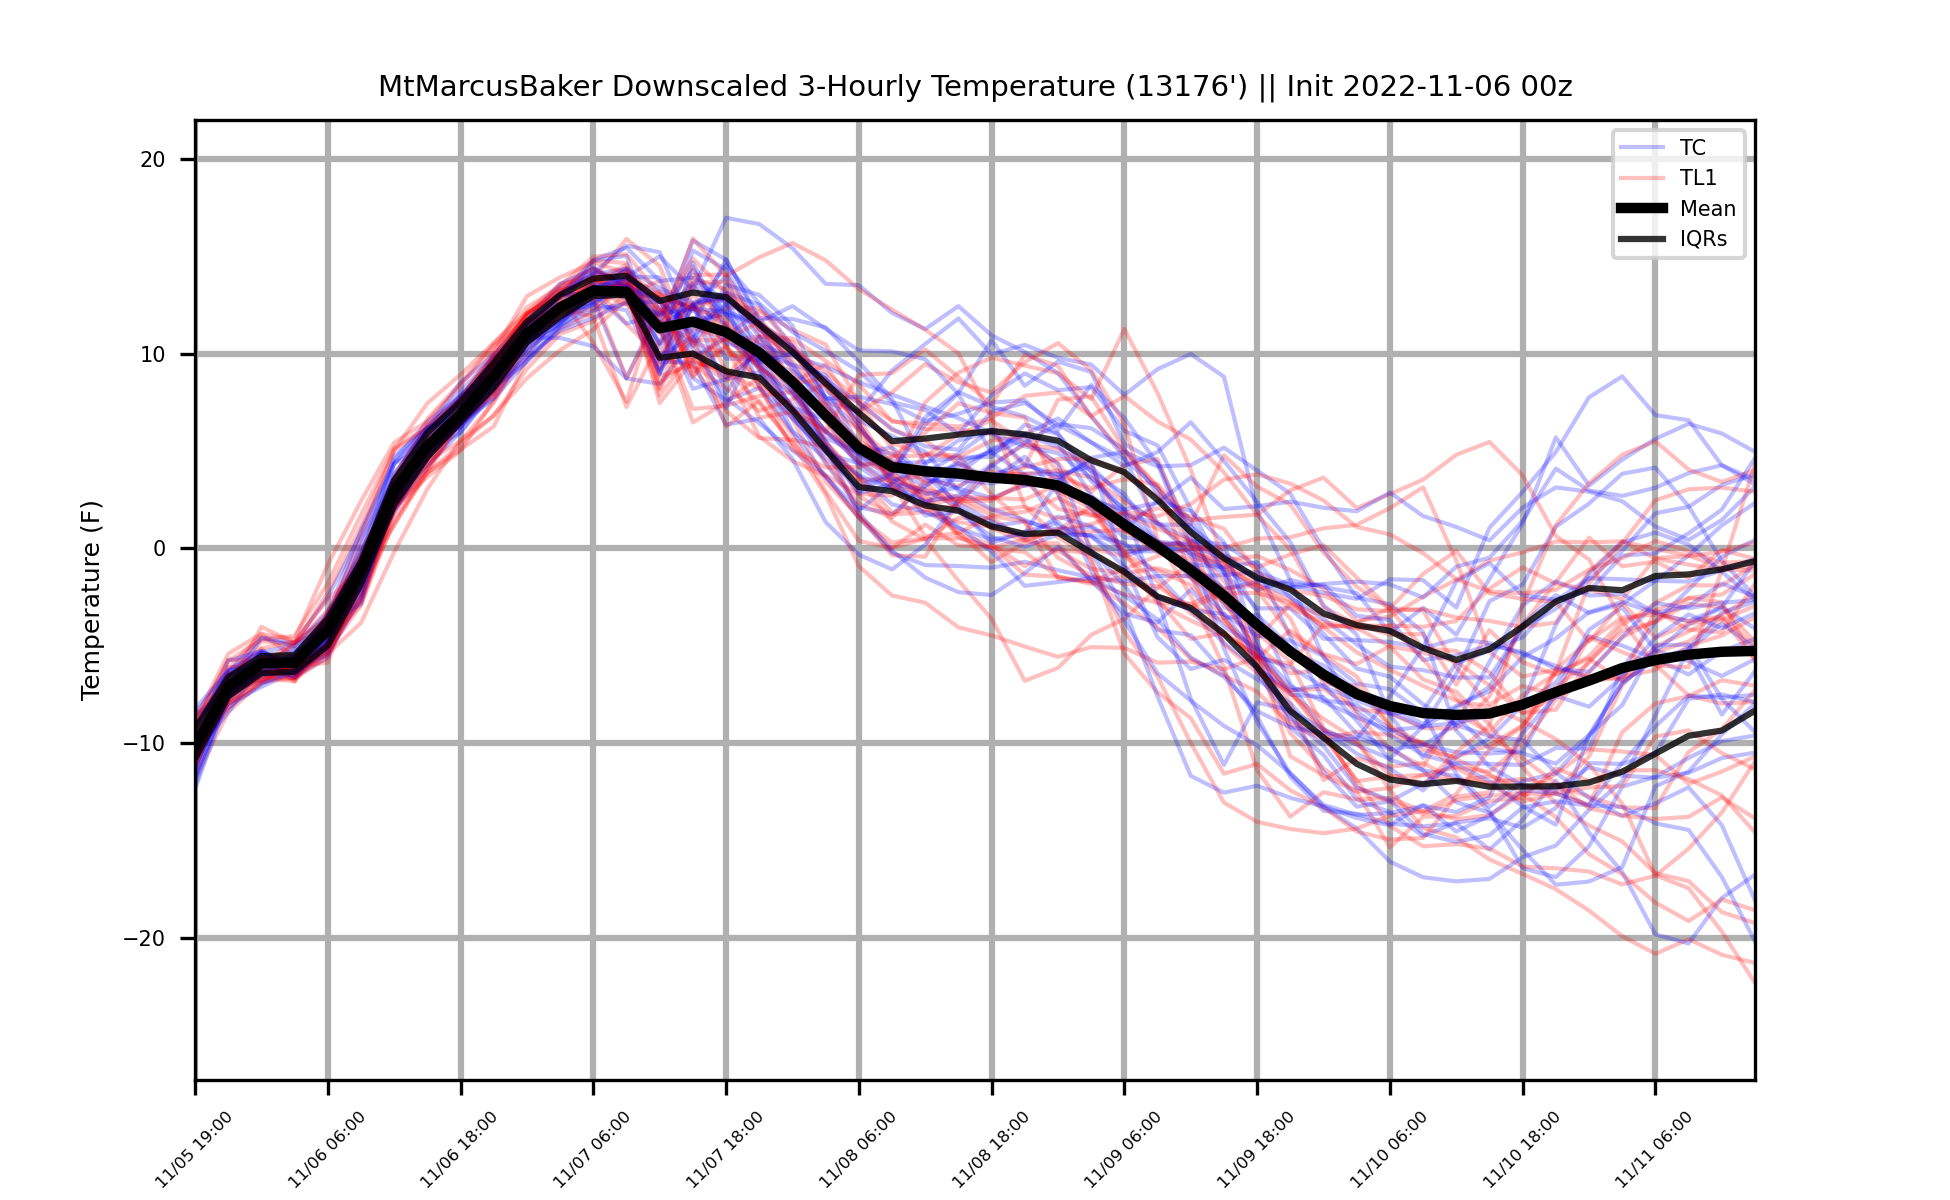 MtMarcusBaker Downscaled 3-Hourly Temperature (13176') || Init 2022-11-06 00z
TC
TL1
Mean
IQRs
Temperature (F)
20
10
0
−10
−20
11/05 19:00
11/06 06:00
11/06 18:00
11/07 06:00
11/07 18:00
11/08 06:00
11/08 18:00
11/09 06:00
11/09 18:00
11/10 06:00
11/10 18:00
11/11 06:00